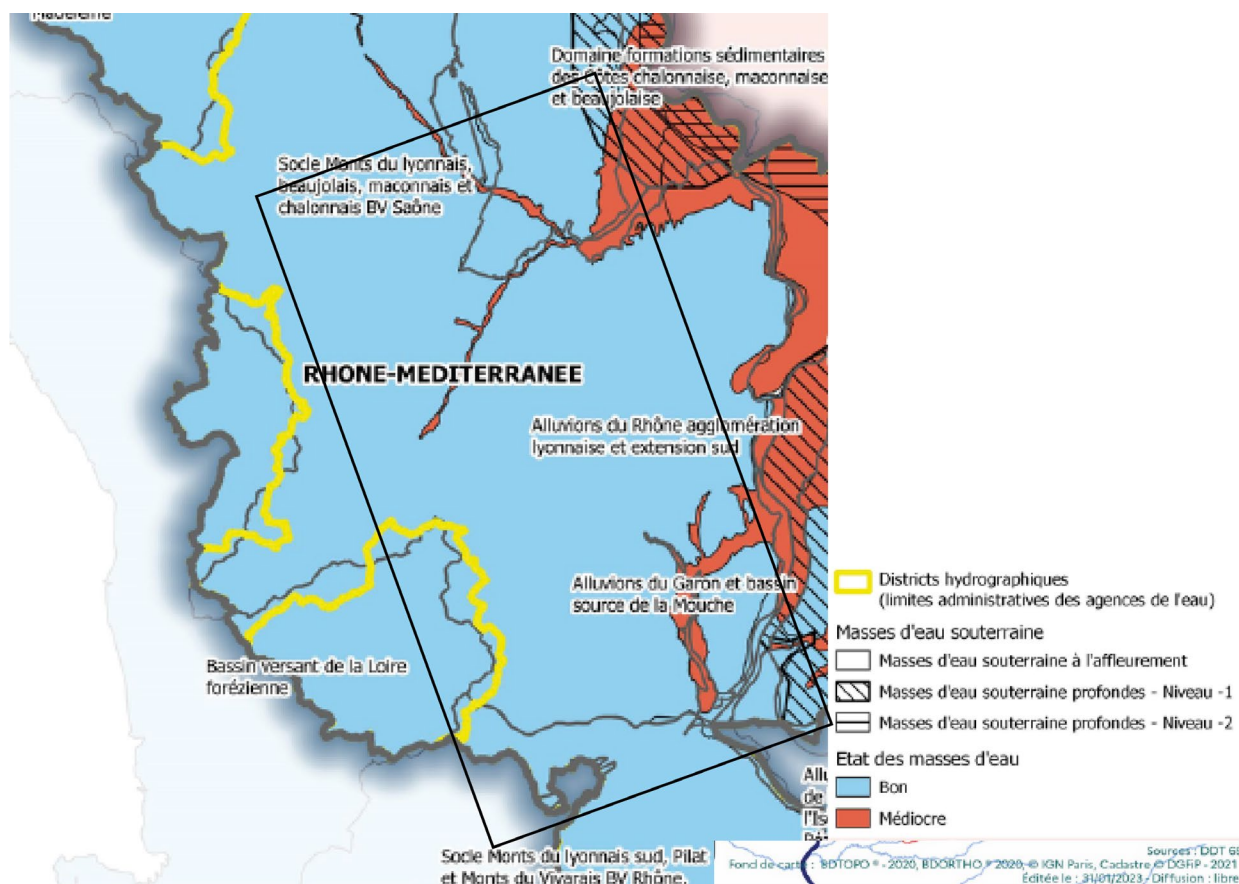 Domaine formations sédimentaires
des Côtes chalonnaise, maconnaise
et beaujolaise
Socle Monts du lyonnais,
beaujolais, maconnais et
chalonnais BV Saône
RHONE-MEDITERRANEE
Alluvions du Rhône agglomération
lyonnaise et extension sud
Alluvions du Garon et bassin
source de la Mouche
Bassin versant de la Loire
forézienne
Socle Monts du lyonnais sud, Pilat
et Monts du Vivarais BV Rhône,
Districts hydrographiques
(limites administratives des agences de l'eau)
Masses d'eau souterraine
Masses d'eau souterraine à l'affleurement
Masses d'eau souterraine profondes - Niveau -1
Masses d'eau souterraine profondes - Niveau -2
Etat des masses d'eau
Bon
Médiocre
Sources : DDT 69
Fond de carte : BDTOPO ® - 2020, BDORTHO ® 2020, © IGN Paris, Cadastre © DGFiP - 2021
Éditée le : 31/01/2023 - Diffusion : libre